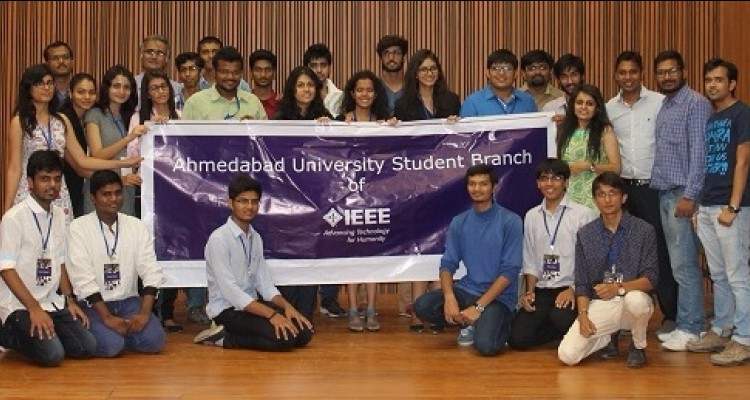 Ahmedabad University Student Branch
of
IEEE
Advancing Technology
for Humanity